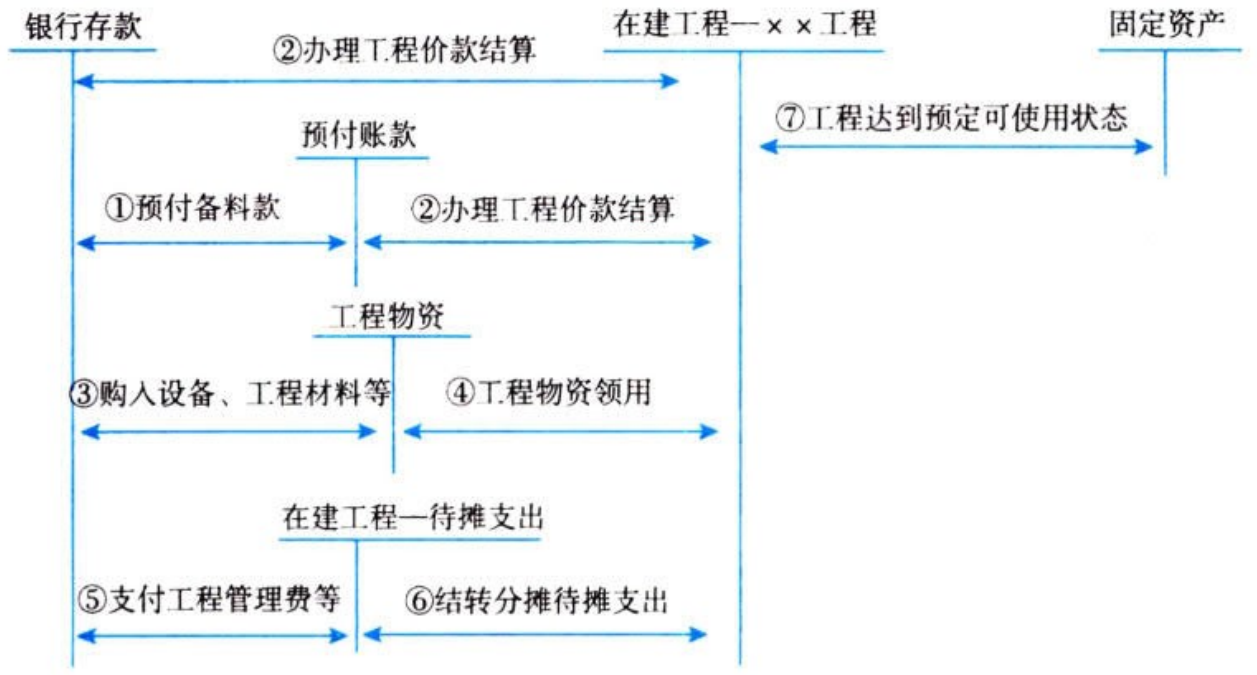 银行存款
在建工程—××工程
固定资产
②办理工程价款结算
⑦工程达到预定可使用状态
预付账款
①预付备料款
②办理工程价款结算
工程物资
③购入设备、工程材料等
④工程物资领用
在建工程—待摊支出
⑤支付工程管理费等
⑥结转分摊待摊支出